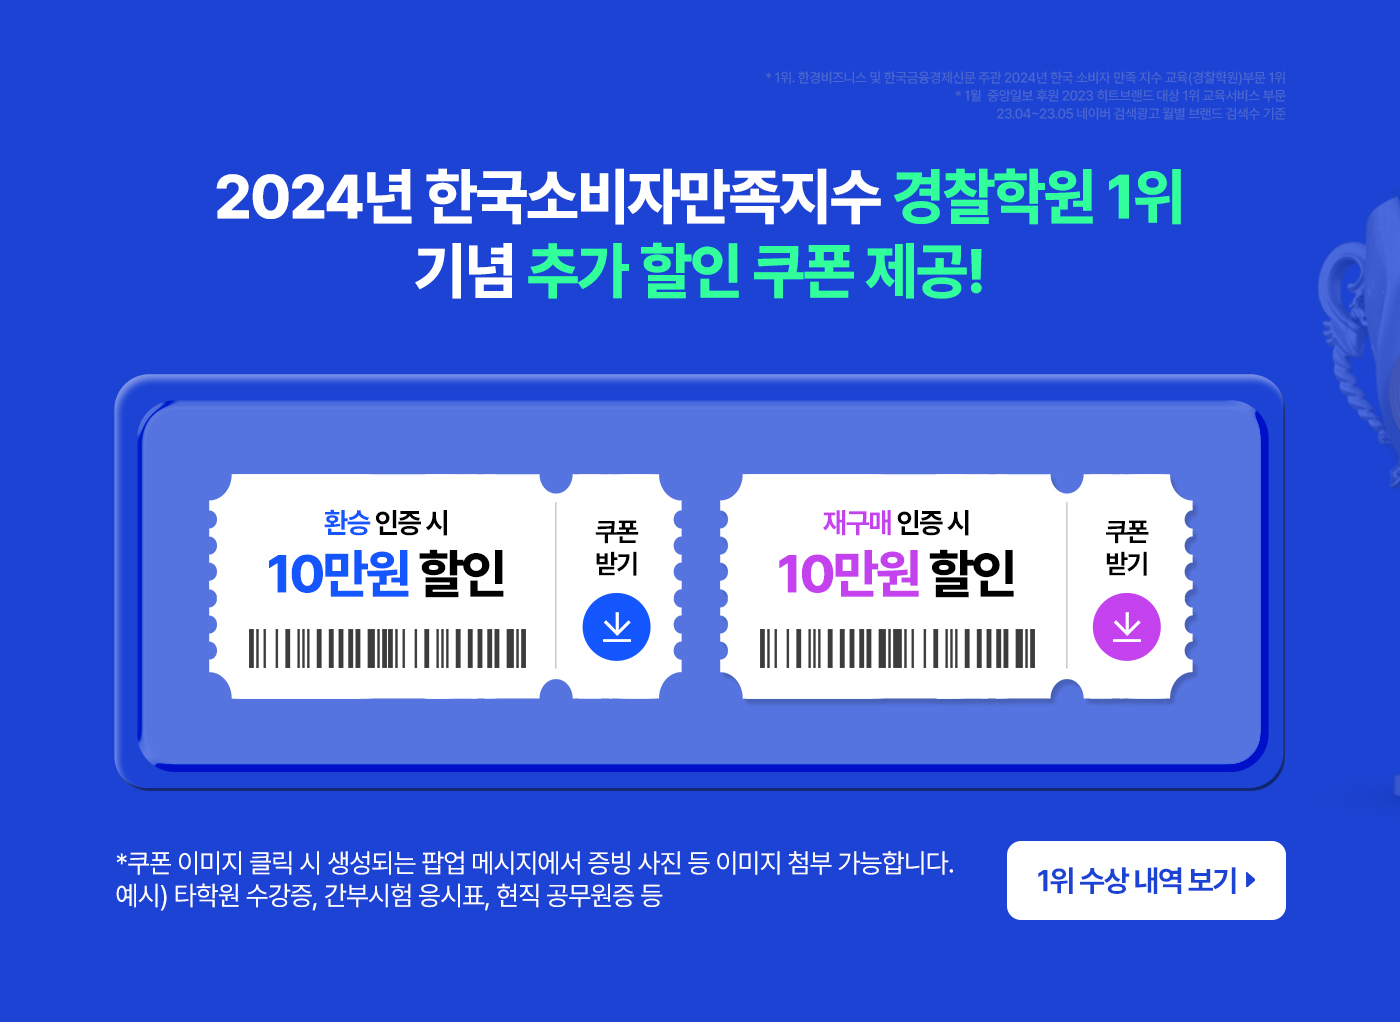 * 1위. 한경비즈니스 및 한국금융경제신문 주관 2024년 한국 소비자 만족 지수 교육(경찰학원)부문 1위
* 1월 중앙일보 후원 2023 히트브랜드 대상 1위 교육서비스 부문
23.04~23.05 네이버 검색광고 월별 브랜드 검색수 기준
2024년 한국소비자만족지수 경찰학원 1위
기념 추가 할인 쿠폰 제공!
환승 인증 시
10만원 할인
쿠폰
받기
재구매 인증 시
10만원 할인
쿠폰
받기
*쿠폰 이미지 클릭 시 생성되는 팝업 메시지에서 증빙 사진 등 이미지 첨부 가능합니다.
예시) 타학원 수강증, 간부시험 응시표, 현직 공무원증 등
1위 수상 내역 보기